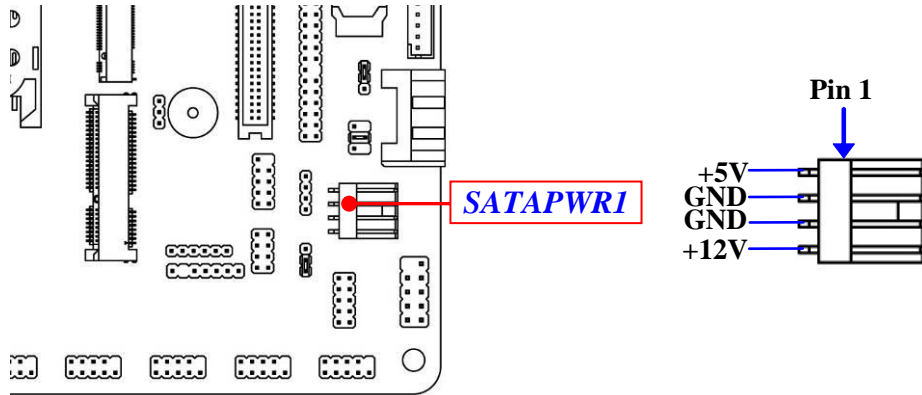 Pin 1
+5V
GND
SATAPWR1
GND
+12V